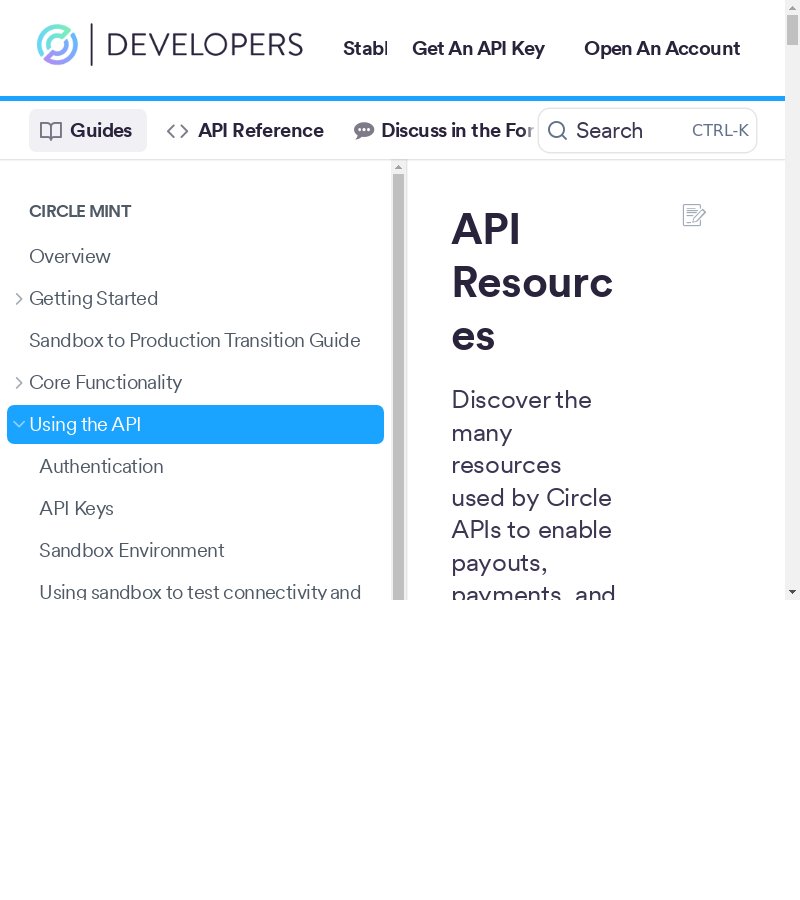 DEVELOPERS
Stabl
Get An API Key
Open An Account
Guides
API Reference
Discuss in the For
Search
CTRL-K
CIRCLE MINT
Overview
Getting Started
Sandbox to Production Transition Guide
Core Functionality
Using the API
Authentication
API Keys
Sandbox Environment
Using sandbox to test connectivity and
API
Resourc
es
Discover the
many
resources
used by Circle
APIs to enable
payouts,
payments, and